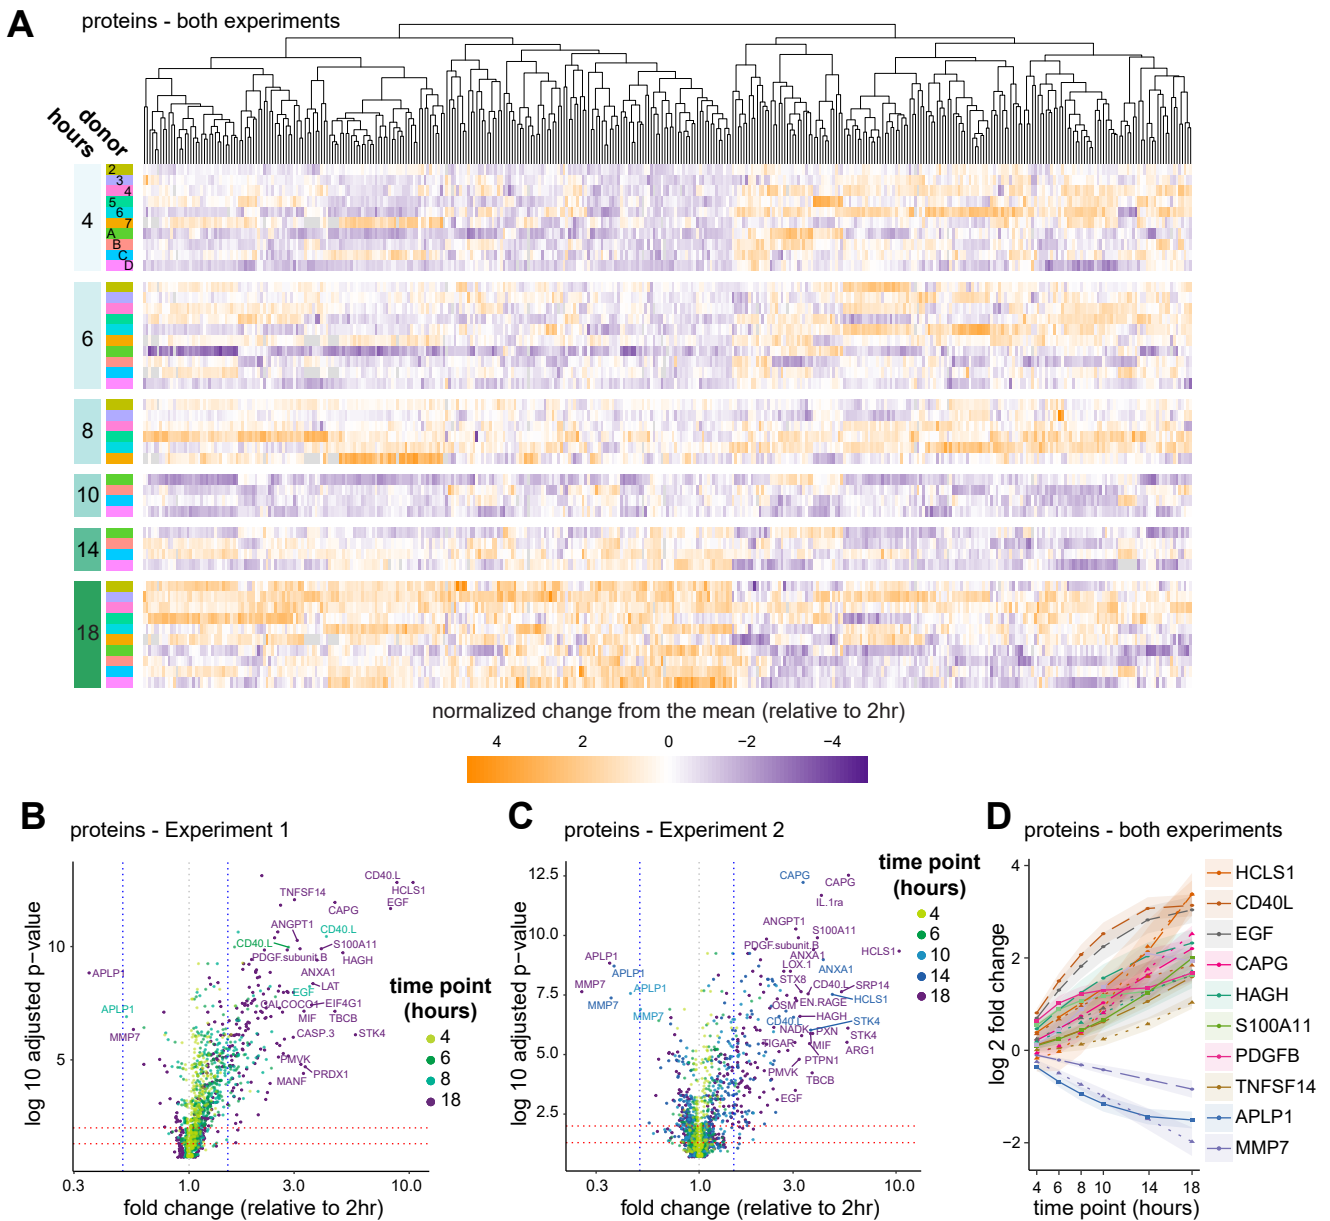 A
proteins - both experiments
hours
donor
2
3
4
5
6
7
A
B
C
D
4
6
8
10
14
18
normalized change from the mean (relative to 2hr)
4 2 0 −2 −4
B
proteins - Experiment 1
log 10 adjusted p−value
10
5
0.3 1.0 3.0 10.0
fold change (relative to 2hr)
CD40.L
HCLS1
TNFSF14
EGF
CAPG
ANGPT1
CD40.L
CD40.L
S100A11
PDGF.subunit.B
HAGH
APLP1
ANXA1
LAT
EGF
CALCOCO1
EIF4G1
APLP1
MIF
TBCB
MMP7
CASP.3
STK4
PMVK
PRDX1
MANF
time point
(hours)
4
6
8
18
C
proteins - Experiment 2
log 10 adjusted p−value
12.5
10.0
7.5
5.0
2.5
0.3 1.0 3.0 10.0
fold change (relative to 2hr)
CAPG
CAPG
IL.1ra
ANGPT1
S100A11
PDGF.subunit.B
HCLS1
ANXA1
APLP1
LOX.1
ANXA1
APLP1
STX8
CD40.L
SRP14
MMP7
APLP1
EN.RAGE
HCLS1
MMP7
OSM
MMP7
HAGH
CD40.L
STK4
NADK
PXN
STK4
TIGAR
MIF
ARG1
PTPN1
PMVK
TBCB
EGF
time point
(hours)
4
6
10
14
18
D
proteins - both experiments
log 2 fold change
4
2
0
−2
4 6 8 10 14 18
time point (hours)
HCLS1
CD40L
EGF
CAPG
HAGH
S100A11
PDGFB
TNFSF14
APLP1
MMP7